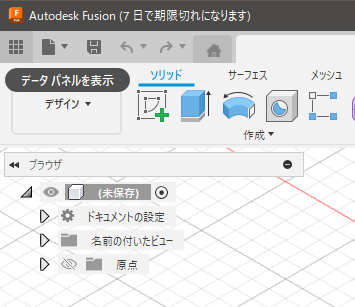 Autodesk Fusion (7 日で期限切れになります)
データ パネルを表示
ソリッド サーフェス メッシュ
デザイン
作成
ブラウザ
(未保存)
ドキュメントの設定
名前の付いたビュー
原点